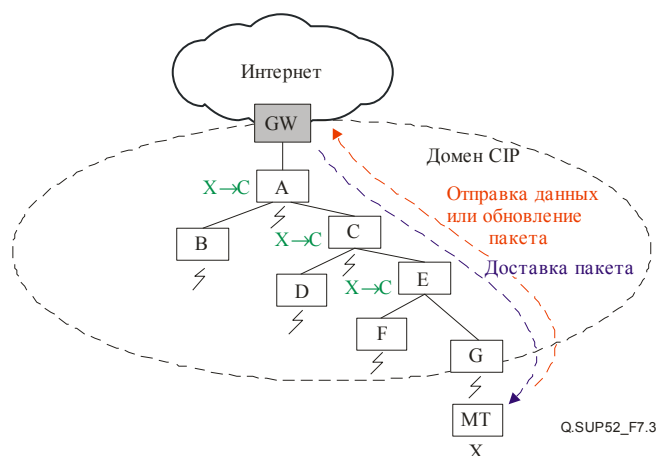 Интернет
GW
Домен CIP
X→C
A
Отправка данных
или обновление
пакета
B
X→C
C
Доставка пакета
D
X→C
E
F
G
MT
X
Q.SUP52_F7.3